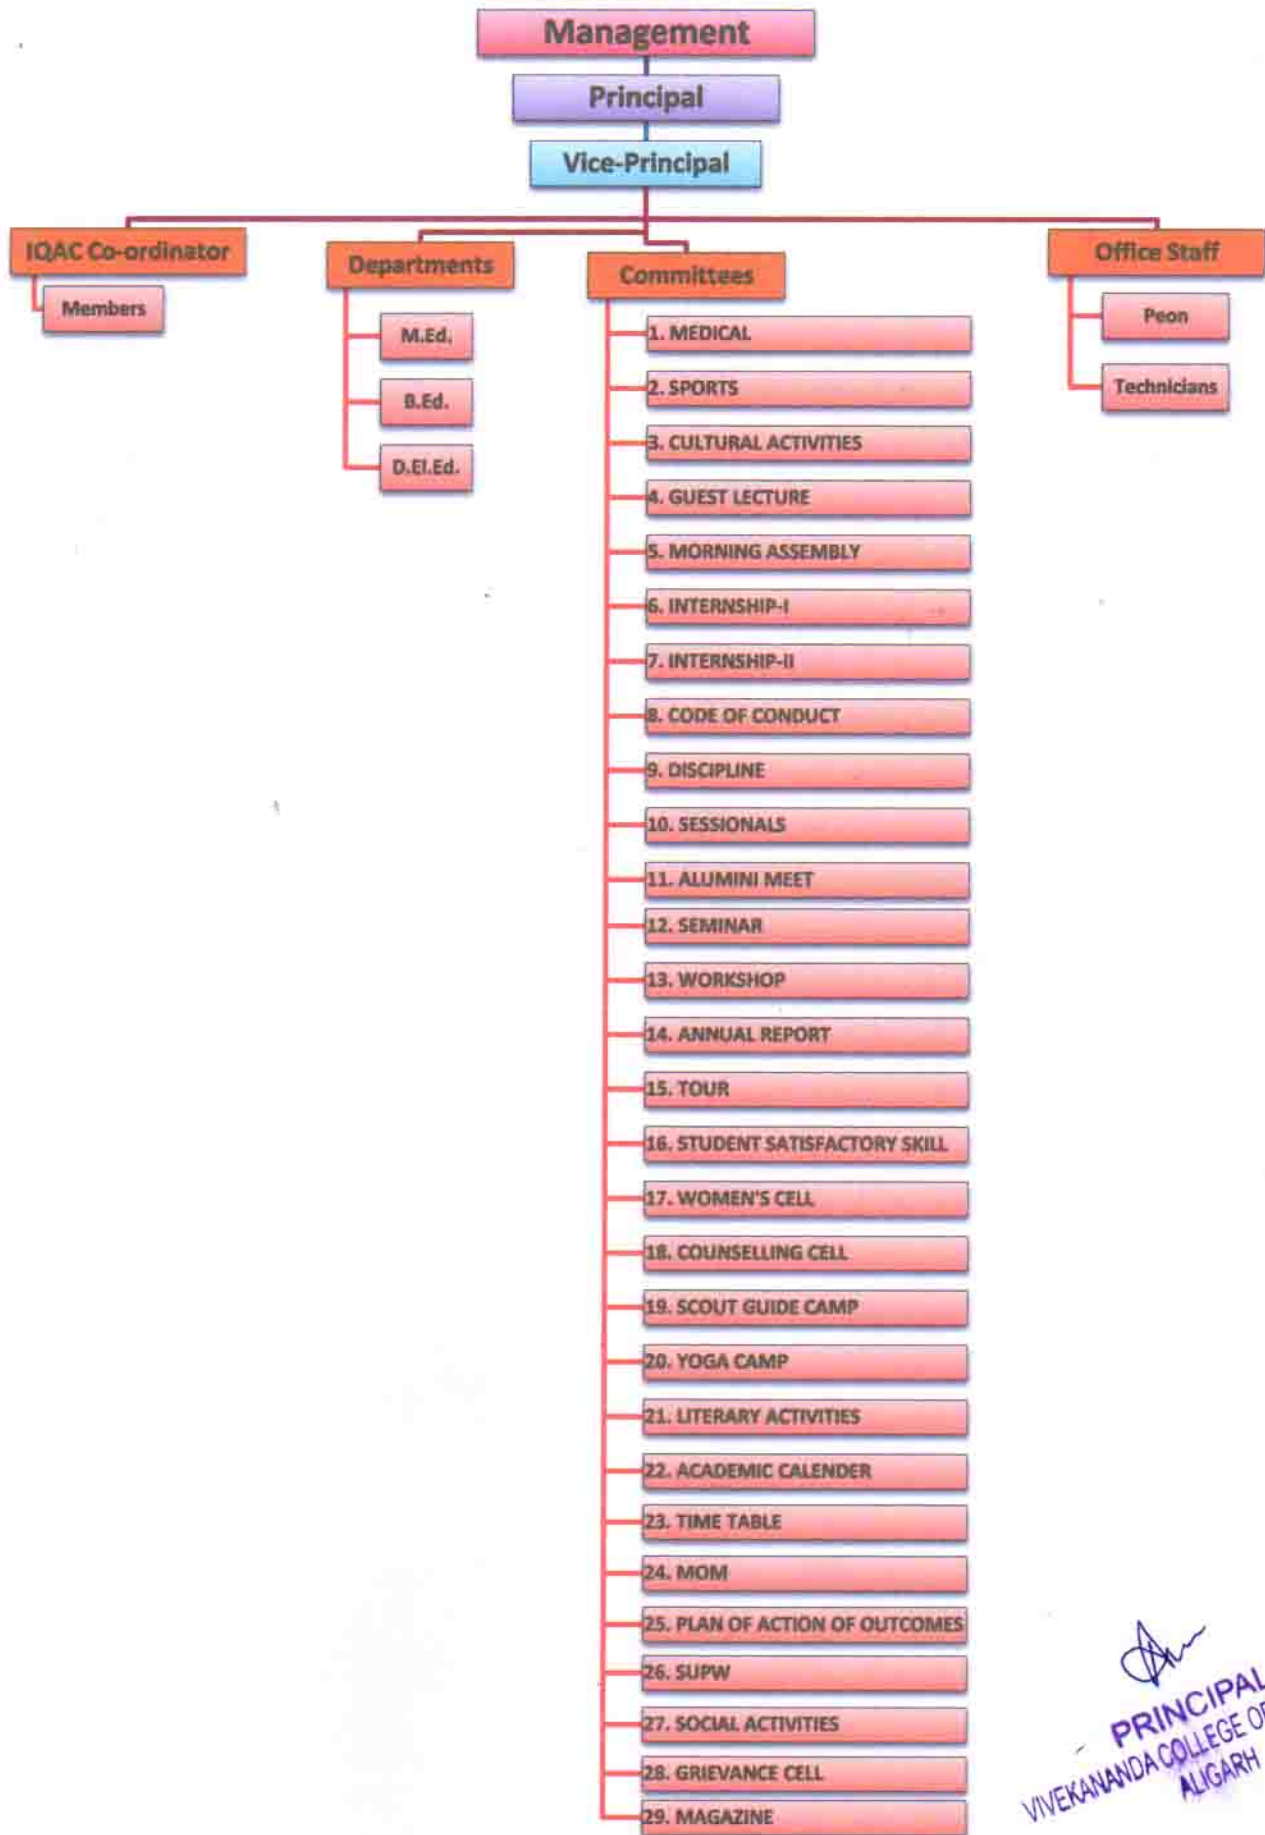 Management
Principal
Vice-Principal
IQAC Co-ordinator
Members
Departments
M.Ed.
B.Ed.
D.El.Ed.
Committees
1. MEDICAL
2. SPORTS
3. CULTURAL ACTIVITIES
4. GUEST LECTURE
5. MORNING ASSEMBLY
6. INTERNSHIP-I
7. INTERNSHIP-II
8. CODE OF CONDUCT
9. DISCIPLINE
10. SESSIONALS
11. ALUMINI MEET
12. SEMINAR
13. WORKSHOP
14. ANNUAL REPORT
15. TOUR
16. STUDENT SATISFACTORY SKILL
17. WOMEN'S CELL
18. COUNSELLING CELL
19. SCOUT GUIDE CAMP
20. YOGA CAMP
21. LITERARY ACTIVITIES
22. ACADEMIC CALENDER
23. TIME TABLE
24. MOM
25. PLAN OF ACTION OF OUTCOMES
26. SUPW
27. SOCIAL ACTIVITIES
28. GRIEVANCE CELL
29. MAGAZINE
Office Staff
Peon
Technicians
PRINCIPAL
VIVEKANANDA COLLEGE OF
ALIGARH